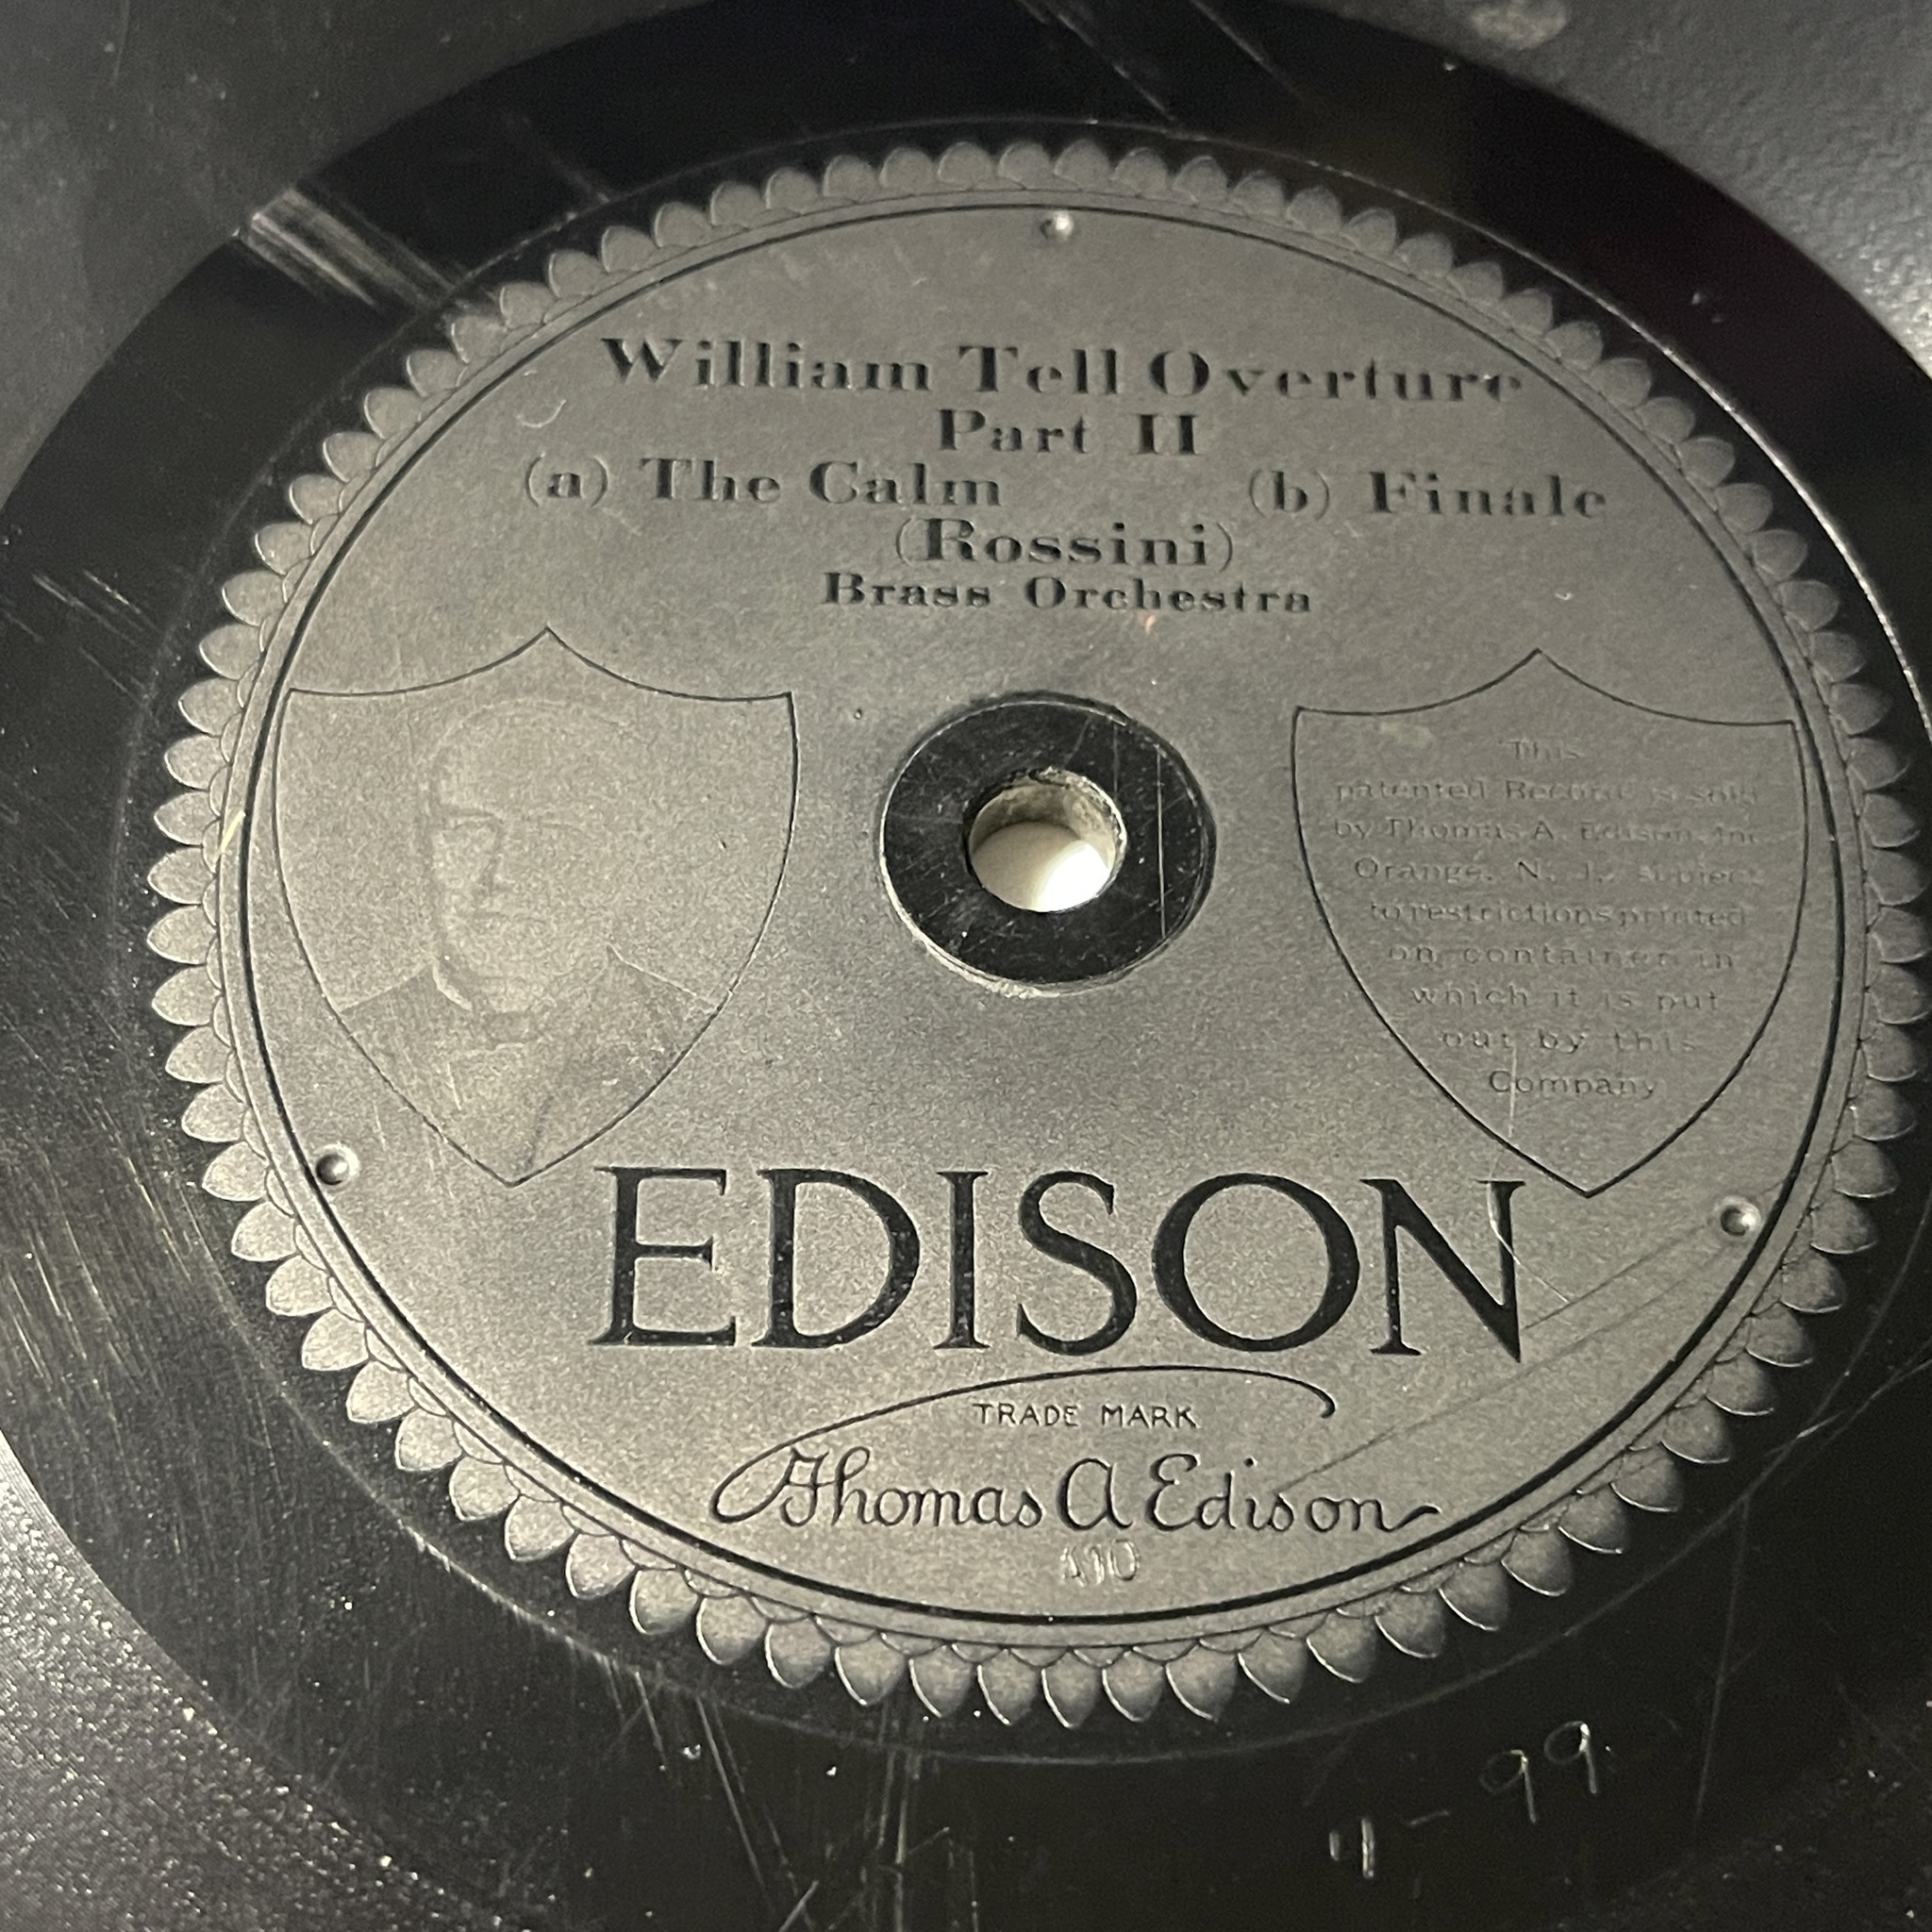 William Tell Overture
Part II
(a) The Calm (b) Finale
(Rossini)
Brass Orchestra
This
patented Record is sold
by Thomas A. Edison, Inc.
Orange, N. J., subject
to restrictions printed
on container in
which it is put
out by this
Company
EDISON
TRADE MARK
Thomas A Edison
99